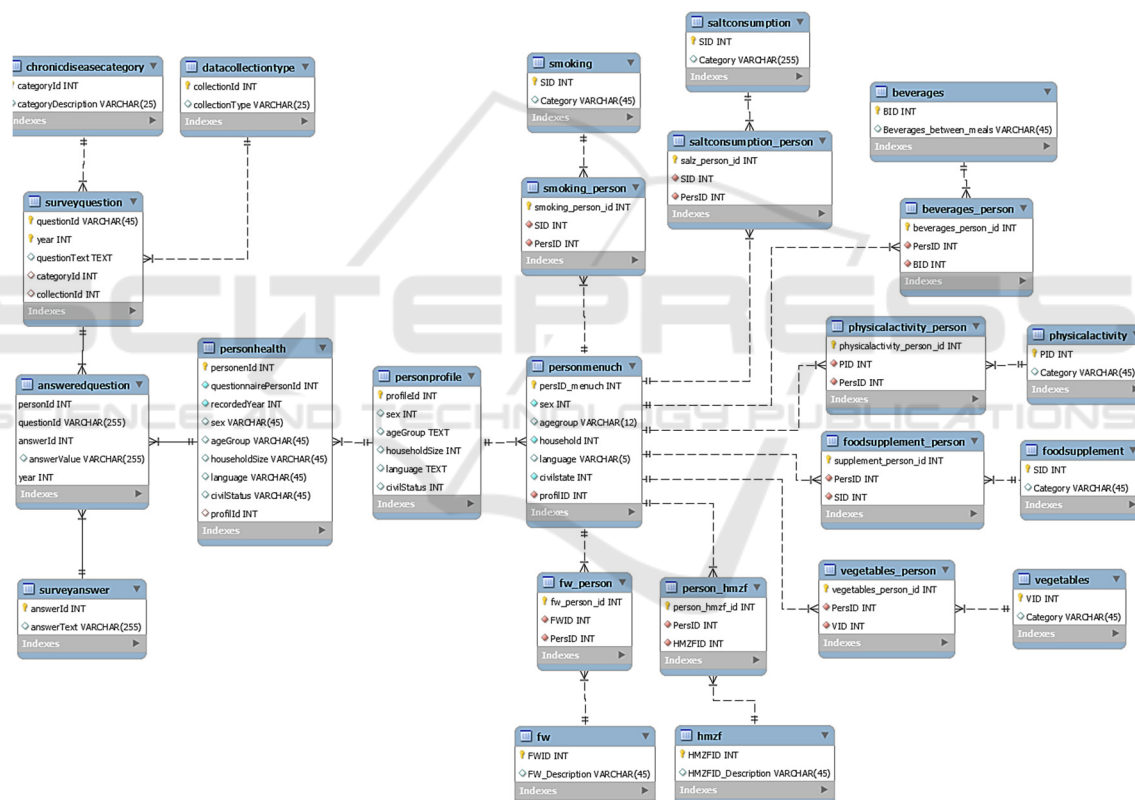 saltconsumption
SID INT
Category VARCHAR(255)
Indexes
chronicdiseasecategory
categoryId INT
categoryDescription VARCHAR(25)
Indexes
datacollectiontype
collectionId INT
collectionType VARCHAR(25)
Indexes
smoking
SID INT
Category VARCHAR(45)
Indexes
beverages
BID INT
Beverages_between_meals VARCHAR(45)
Indexes
saltconsumption_person
salz_person_id INT
SID INT
PersID INT
Indexes
surveyquestion
questionId VARCHAR(45)
year INT
questionText TEXT
categoryId INT
collectionId INT
Indexes
smoking_person
smoking_person_id INT
SID INT
PersID INT
Indexes
beverages_person
beverages_person_id INT
PersID INT
BID INT
Indexes
SCITEPRESS
SCIENCE AND TECHNOLOGY PUBLICATIONS
physicalactivity_person
physicalactivity_person_id INT
PID INT
PersID INT
Indexes
physicalactivity
PID INT
Category VARCHAR(45)
Indexes
personhealth
personenId INT
questionnairePersonId INT
recordedYear INT
sex VARCHAR(45)
ageGroup VARCHAR(45)
householdSize VARCHAR(45)
language VARCHAR(45)
civilStatus VARCHAR(45)
profilId INT
Indexes
personprofile
profileId INT
sex INT
ageGroup TEXT
householdSize INT
language TEXT
civilStatus INT
Indexes
personmenuch
persID_menuch INT
sex INT
agegroup VARCHAR(12)
household INT
language VARCHAR(5)
civilstate INT
profilID INT
Indexes
answeredquestion
personId INT
questionId VARCHAR(255)
answerId INT
answerValue VARCHAR(255)
year INT
Indexes
foodsupplement_person
supplement_person_id INT
PersID INT
SID INT
Indexes
foodsupplement
SID INT
Category VARCHAR(45)
Indexes
surveyanswer
answerId INT
answerText VARCHAR(255)
Indexes
fw_person
fw_person_id INT
FWID INT
PersID INT
Indexes
person_hmzf
person_hmzf_id INT
PersID INT
HMZFID INT
Indexes
vegetables_person
vegetables_person_id INT
PersID INT
VID INT
Indexes
vegetables
VID INT
Category VARCHAR(45)
Indexes
fw
FWID INT
FW_Description VARCHAR(45)
Indexes
hmzf
HMZFID INT
HMZFID_Description VARCHAR(45)
Indexes